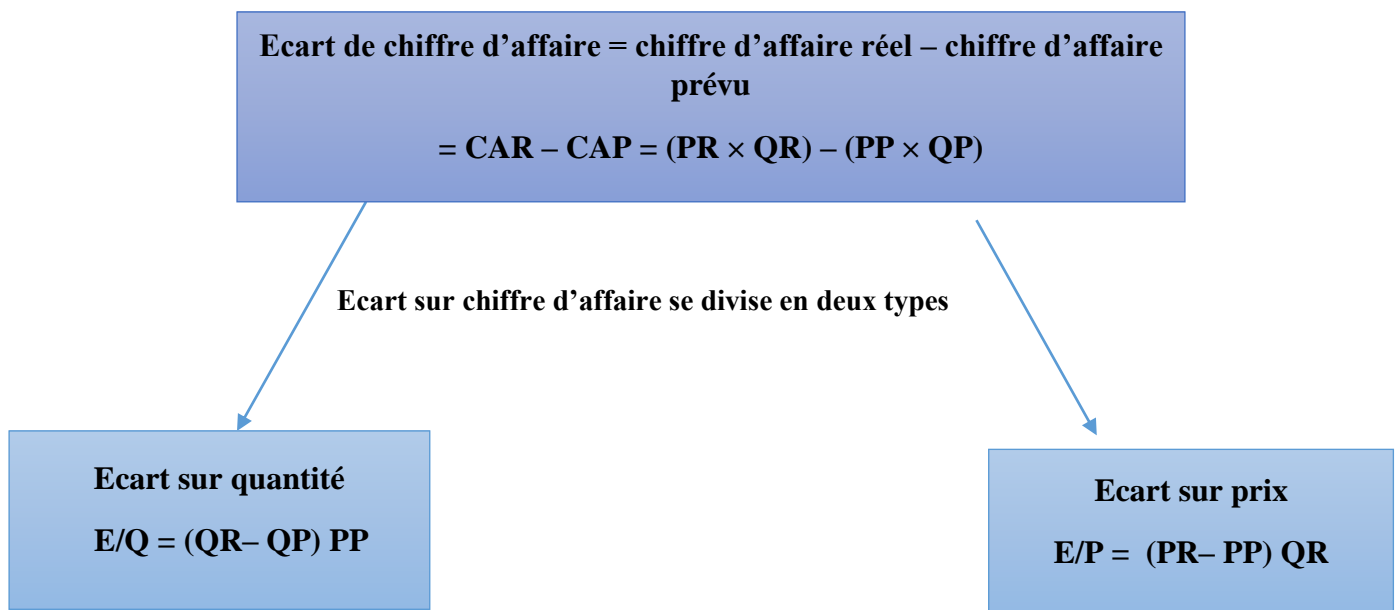 Ecart de chiffre d’affaire = chiffre d’affaire réel – chiffre d’affaire
prévu
= CAR – CAP = (PR × QR) – (PP × QP)
Ecart sur chiffre d’affaire se divise en deux types
Ecart sur quantité
E/Q = (QR– QP) PP
Ecart sur prix
E/P = (PR– PP) QR